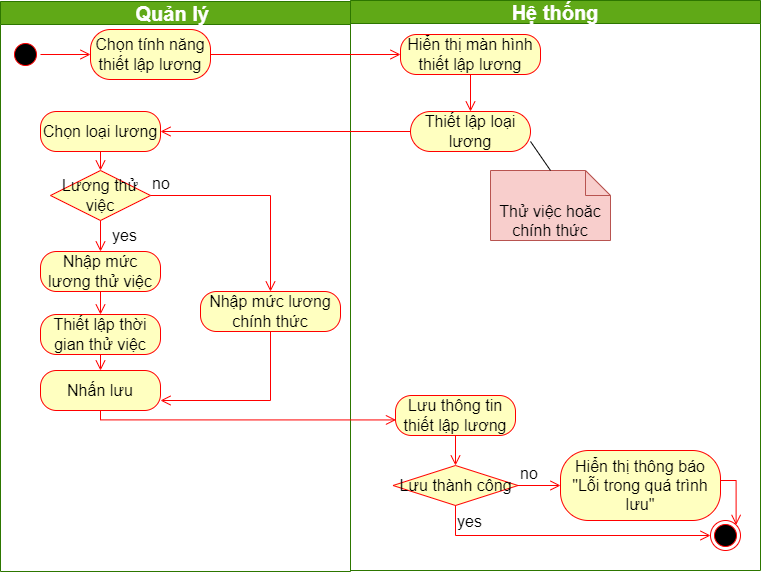 Quản lý
Hệ thống
Chọn tính năng
thiết lập lương
Hiển thị màn hình
thiết lập lương
Chọn loại lương
Thiết lập loại
lương
Lương thử
việc
no
Thử việc hoặc
chính thức
yes
Nhập mức
lương thử việc
Nhập mức lương
chính thức
Thiết lập thời
gian thử việc
Nhấn lưu
Lưu thông tin
thiết lập lương
Lưu thành công
no
Hiển thị thông báo
"Lỗi trong quá trình
lưu"
yes